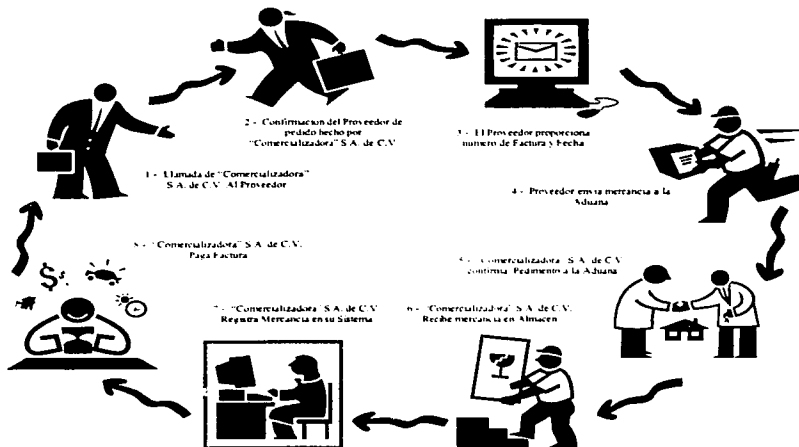 1 - Llamada de "Comercializadora"
S.A. de C.V. Al Proveedor
2 - Confirmacion del Proveedor de
pedido hecho por
"Comercializadora" S.A. de C.V
3 - El Proveedor proporciona
numero de Factura y Fecha
4 - Proveedor envia mercancia a la
Aduana
5 - Comercializadora S.A. de C.V
confirma Pedimento a la Aduana
6 - "Comercializadora" S.A. de C.V.
Recibe mercancia en Almacen
7 - "Comercializadora" S.A. de C.V
Registra Mercancia en su Sistema
8 - "Comercializadora" S.A. de C.V.
Paga Factura
$
$